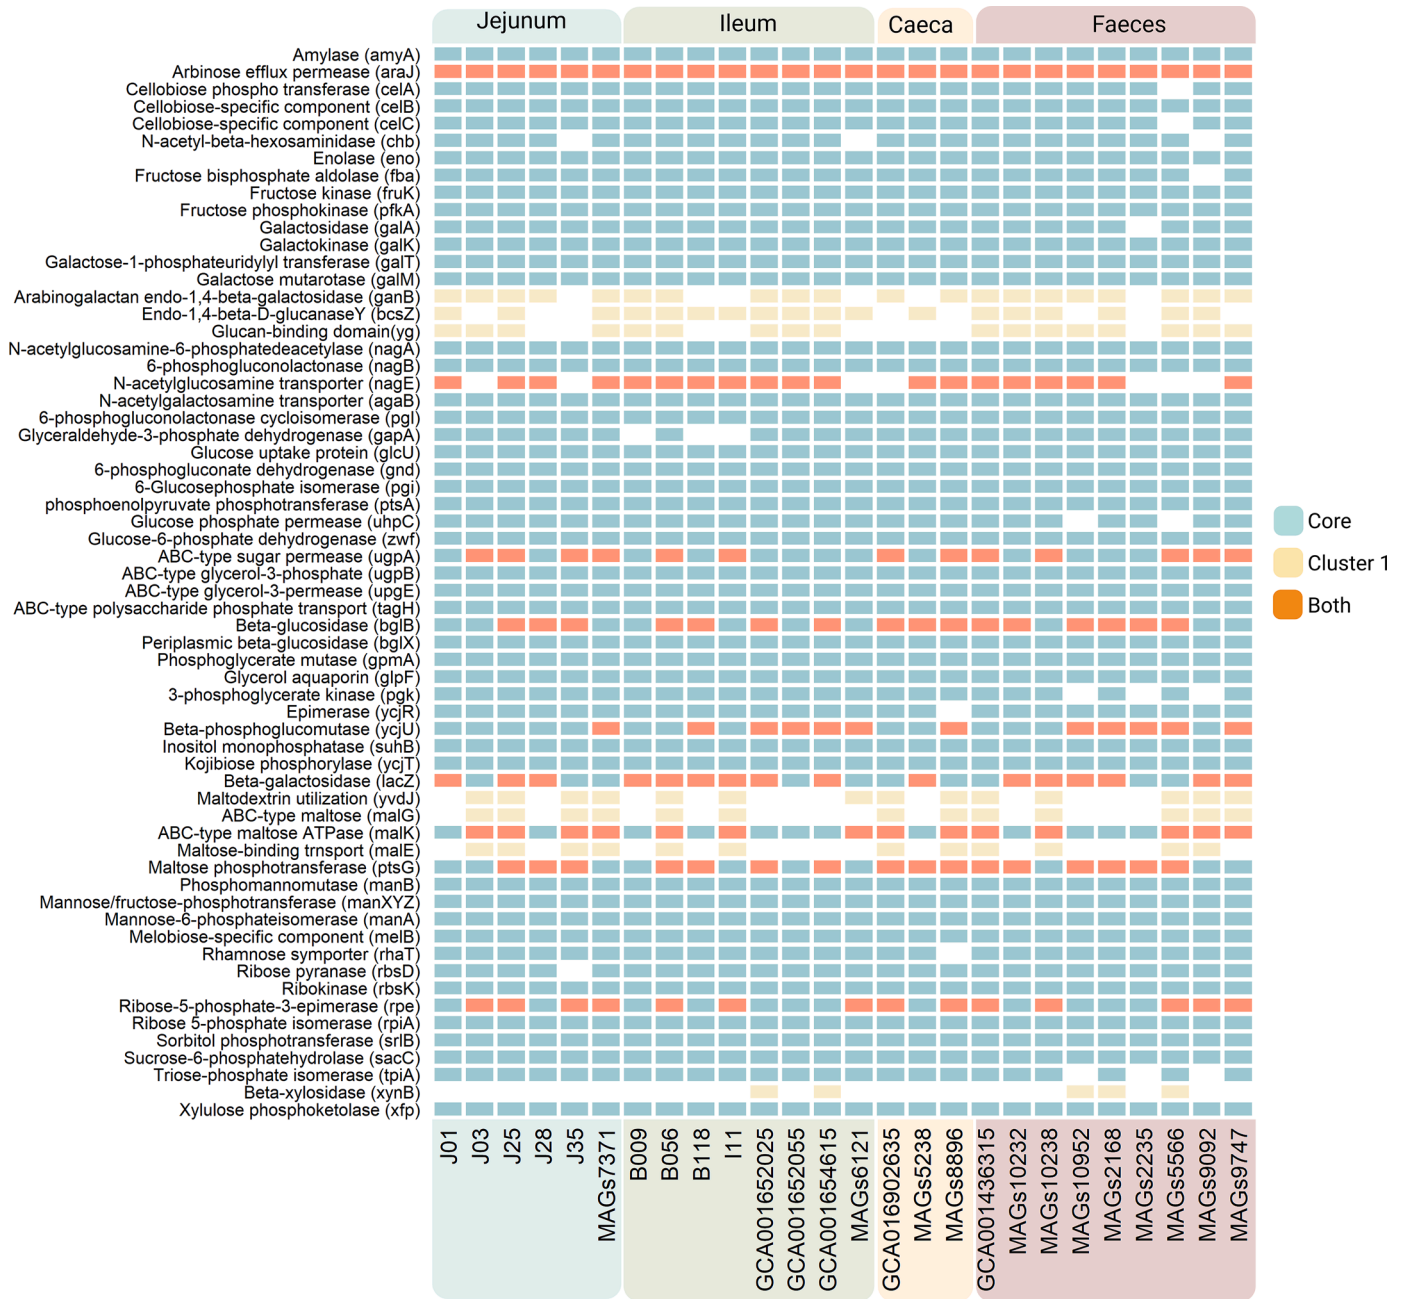 Jejunum
Ileum
Caeca
Faeces
Amylase (amyA)
Arbinose efflux permease (araJ)
Cellobiose phospho transferase (celA)
Cellobiose-specific component (celB)
Cellobiose-specific component (celC)
N-acetyl-beta-hexosaminidase (chb)
Enolase (eno)
Fructose bisphosphate aldolase (fba)
Fructose kinase (fruK)
Fructose phosphokinase (pfkA)
Galactosidase (galA)
Galactokinase (galK)
Galactose-1-phosphateuridylyl transferase (galT)
Galactose mutarotase (galM)
Arabinogalactan endo-1,4-beta-galactosidase (ganB)
Endo-1,4-beta-D-glucanaseY (bcsZ)
Glucan-binding domain(yg)
N-acetylglucosamine-6-phosphatedeacetylase (nagA)
6-phosphogluconolactonase (nagB)
N-acetylglucosamine transporter (nagE)
N-acetylgalactosamine transporter (agaB)
6-phosphogluconolactonase cycloisomerase (pgl)
Glyceraldehyde-3-phosphate dehydrogenase (gapA)
Glucose uptake protein (glcU)
6-phosphogluconate dehydrogenase (gnd)
6-Glucosephosphate isomerase (pgi)
phosphoenolpyruvate phosphotransferase (ptsA)
Glucose phosphate permease (uhpC)
Glucose-6-phosphate dehydrogenase (zwf)
ABC-type sugar permease (ugpA)
ABC-type glycerol-3-phosphate (ugpB)
ABC-type glycerol-3-permease (upgE)
ABC-type polysaccharide phosphate transport (tagH)
Beta-glucosidase (bglB)
Periplasmic beta-glucosidase (bglX)
Phosphoglycerate mutase (gpmA)
Glycerol aquaporin (glpF)
3-phosphoglycerate kinase (pgk)
Epimerase (ycjR)
Beta-phosphoglucomutase (ycjU)
Inositol monophosphatase (suhB)
Kojibiose phosphorylase (ycjT)
Beta-galactosidase (lacZ)
Maltodextrin utilization (yvdJ)
ABC-type maltose (malG)
ABC-type maltose ATPase (malK)
Maltose-binding trnsport (malE)
Maltose phosphotransferase (ptsG)
Phosphomannomutase (manB)
Mannose/fructose-phosphotransferase (manXYZ)
Mannose-6-phosphateisomerase (manA)
Melobiose-specific component (melB)
Rhamnose symporter (rhaT)
Ribose pyranase (rbsD)
Ribokinase (rbsK)
Ribose-5-phosphate-3-epimerase (rpe)
Ribose 5-phosphate isomerase (rpiA)
Sorbitol phosphotransferase (srlB)
Sucrose-6-phosphatehydrolase (sacC)
Triose-phosphate isomerase (tpiA)
Beta-xylosidase (xynB)
Xylulose phosphoketolase (xfp)
Core
Cluster 1
Both
J01
J03
J25
J28
J35
MAGs7371
B009
B056
B118
I11
GCA001652025
GCA001652055
GCA001654615
MAGs6121
GCA016902635
MAGs5238
MAGs8896
GCA001436315
MAGs10232
MAGs10238
MAGs10952
MAGs2168
MAGs2235
MAGs5566
MAGs9092
MAGs9747